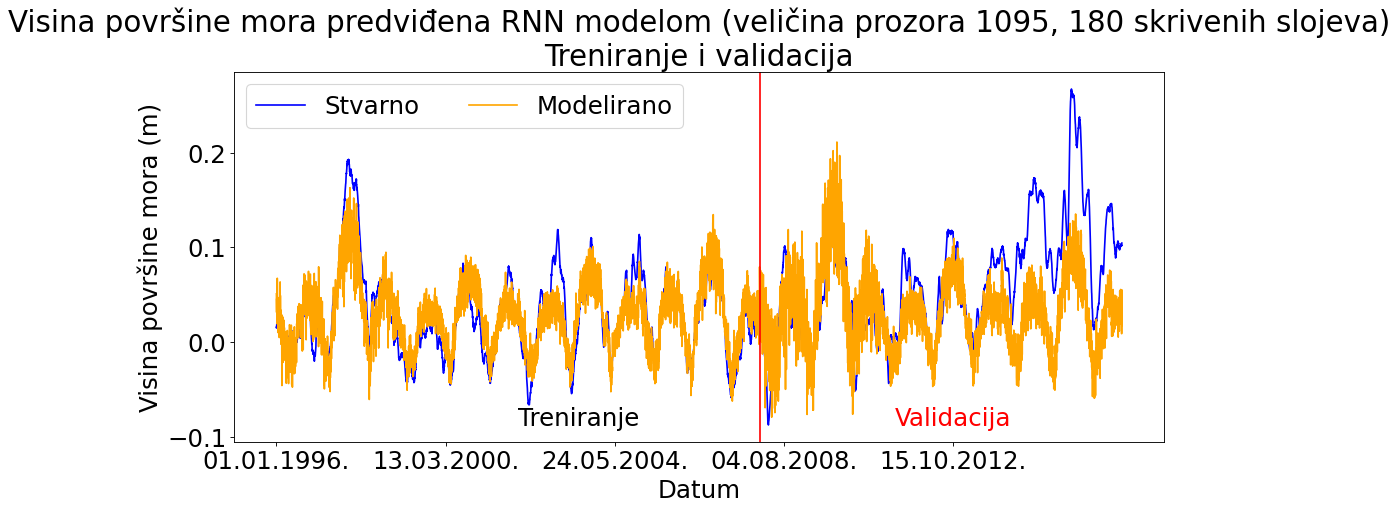 Visina površine mora predviđena RNN modelom (veličina prozora 1095, 180 skrivenih slojeva)
Treniranje i validacija
Stvarno Modelirano
Visina površine mora (m)
0.2
0.1
0.0
−0.1
Treniranje Validacija
01.01.1996. 13.03.2000. 24.05.2004. 04.08.2008. 15.10.2012.
Datum